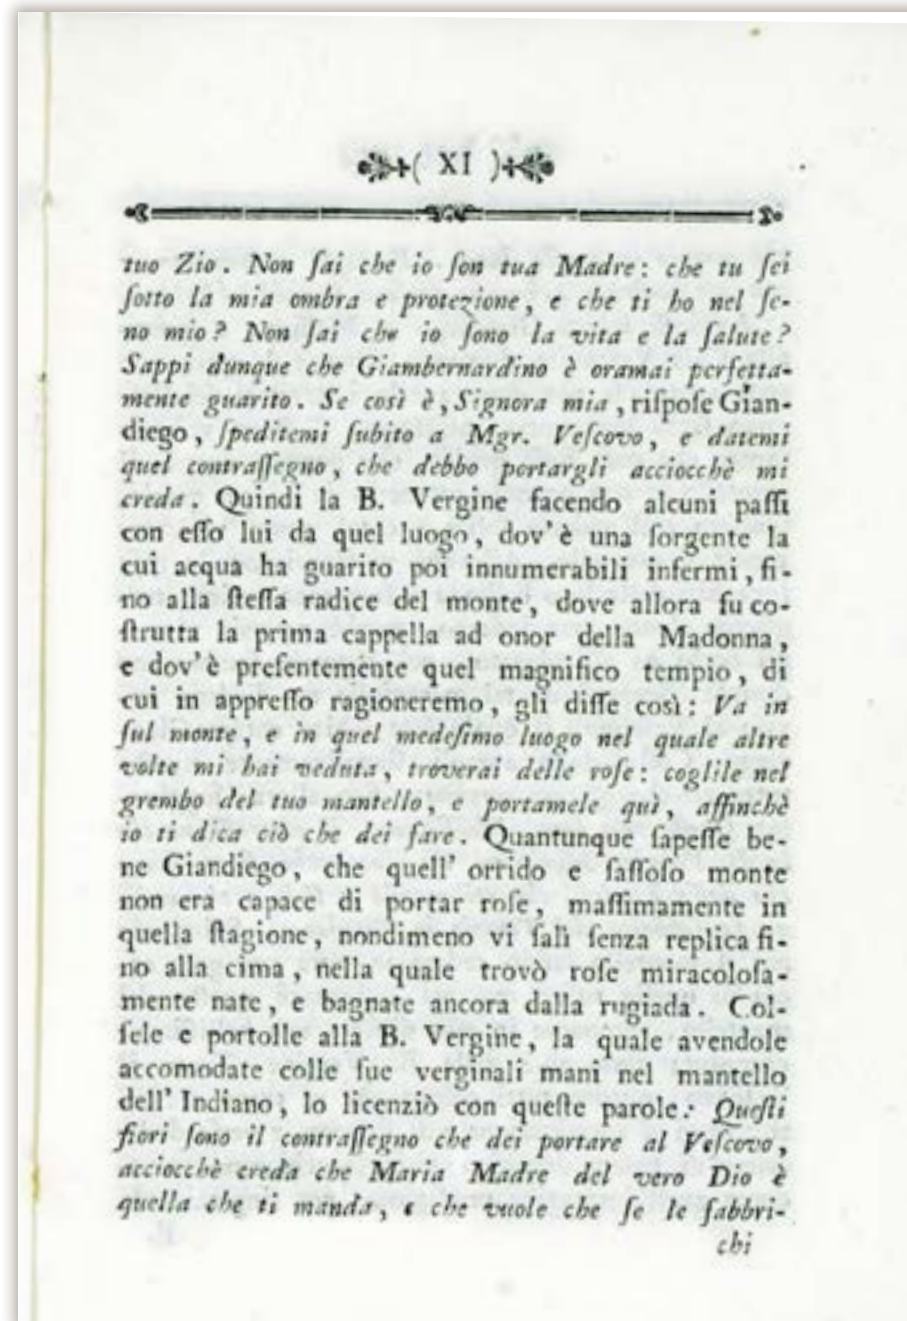 ( XI )
tuo Zio. Non ſai che io ſon tua Madre: che tu ſei
ſotto la mia ombra e protezione, e che ti ho nel ſe-
no mio? Non ſai che io ſono la vita e la ſalute?
Sappi dunque che Giambernardino è oramai perfetta-
mente guarito. Se così è, Signora mia, riſpoſe Gian-
diego, ſpeditemi ſubito a Mgr. Veſcovo, e datemi
quel contraſſegno, che debbo portargli acciocchè mi
creda. Quindi la B. Vergine facendo alcuni paſſi
con eſſo lui da quel luogo, dov'è una ſorgente la
cui acqua ha guarito poi innumerabili infermi, fi-
no alla ſteſſa radice del monte, dove allora fu co-
ſtrutta la prima cappella ad onor della Madonna,
e dov'è preſentemente quel magnifico tempio, di
cui in appreſſo ragioneremo, gli diſſe così: Va in
ſul monte, e in quel medeſimo luogo nel quale altre
volte mi hai veduta, troverai delle roſe: coglile nel
grembo del tuo mantello, e portamele quì, affinchè
io ti dica ciò che dei fare. Quantunque ſapeſſe be-
ne Giandiego, che quell' orrido e ſaſſoſo monte
non era capace di portar roſe, maſſimamente in
quella ſtagione, nondimeno vi ſalì ſenza replica fi-
no alla cima, nella quale trovò roſe miracoloſa-
mente nate, e bagnate ancora dalla rugiada. Col-
ſele e portolle alla B. Vergine, la quale avendole
accomodate colle ſue verginali mani nel mantello
dell' Indiano, lo licenziò con queſte parole: Queſti
fiori ſono il contraſſegno che dei portare al Veſcovo,
acciocchè creda che Maria Madre del vero Dio è
quella che ti manda, e che vuole che ſe le fabbri-
chi